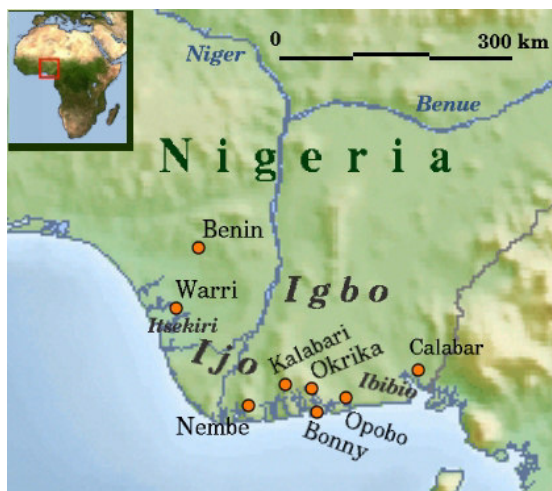 0 300 km
Niger
Benue
Nigeria
Benin
Igbo
Warri
Itsekiri
Ijo
Kalabari
Okrika
Calabar
Ibibio
Nembe
Opobo
Bonny